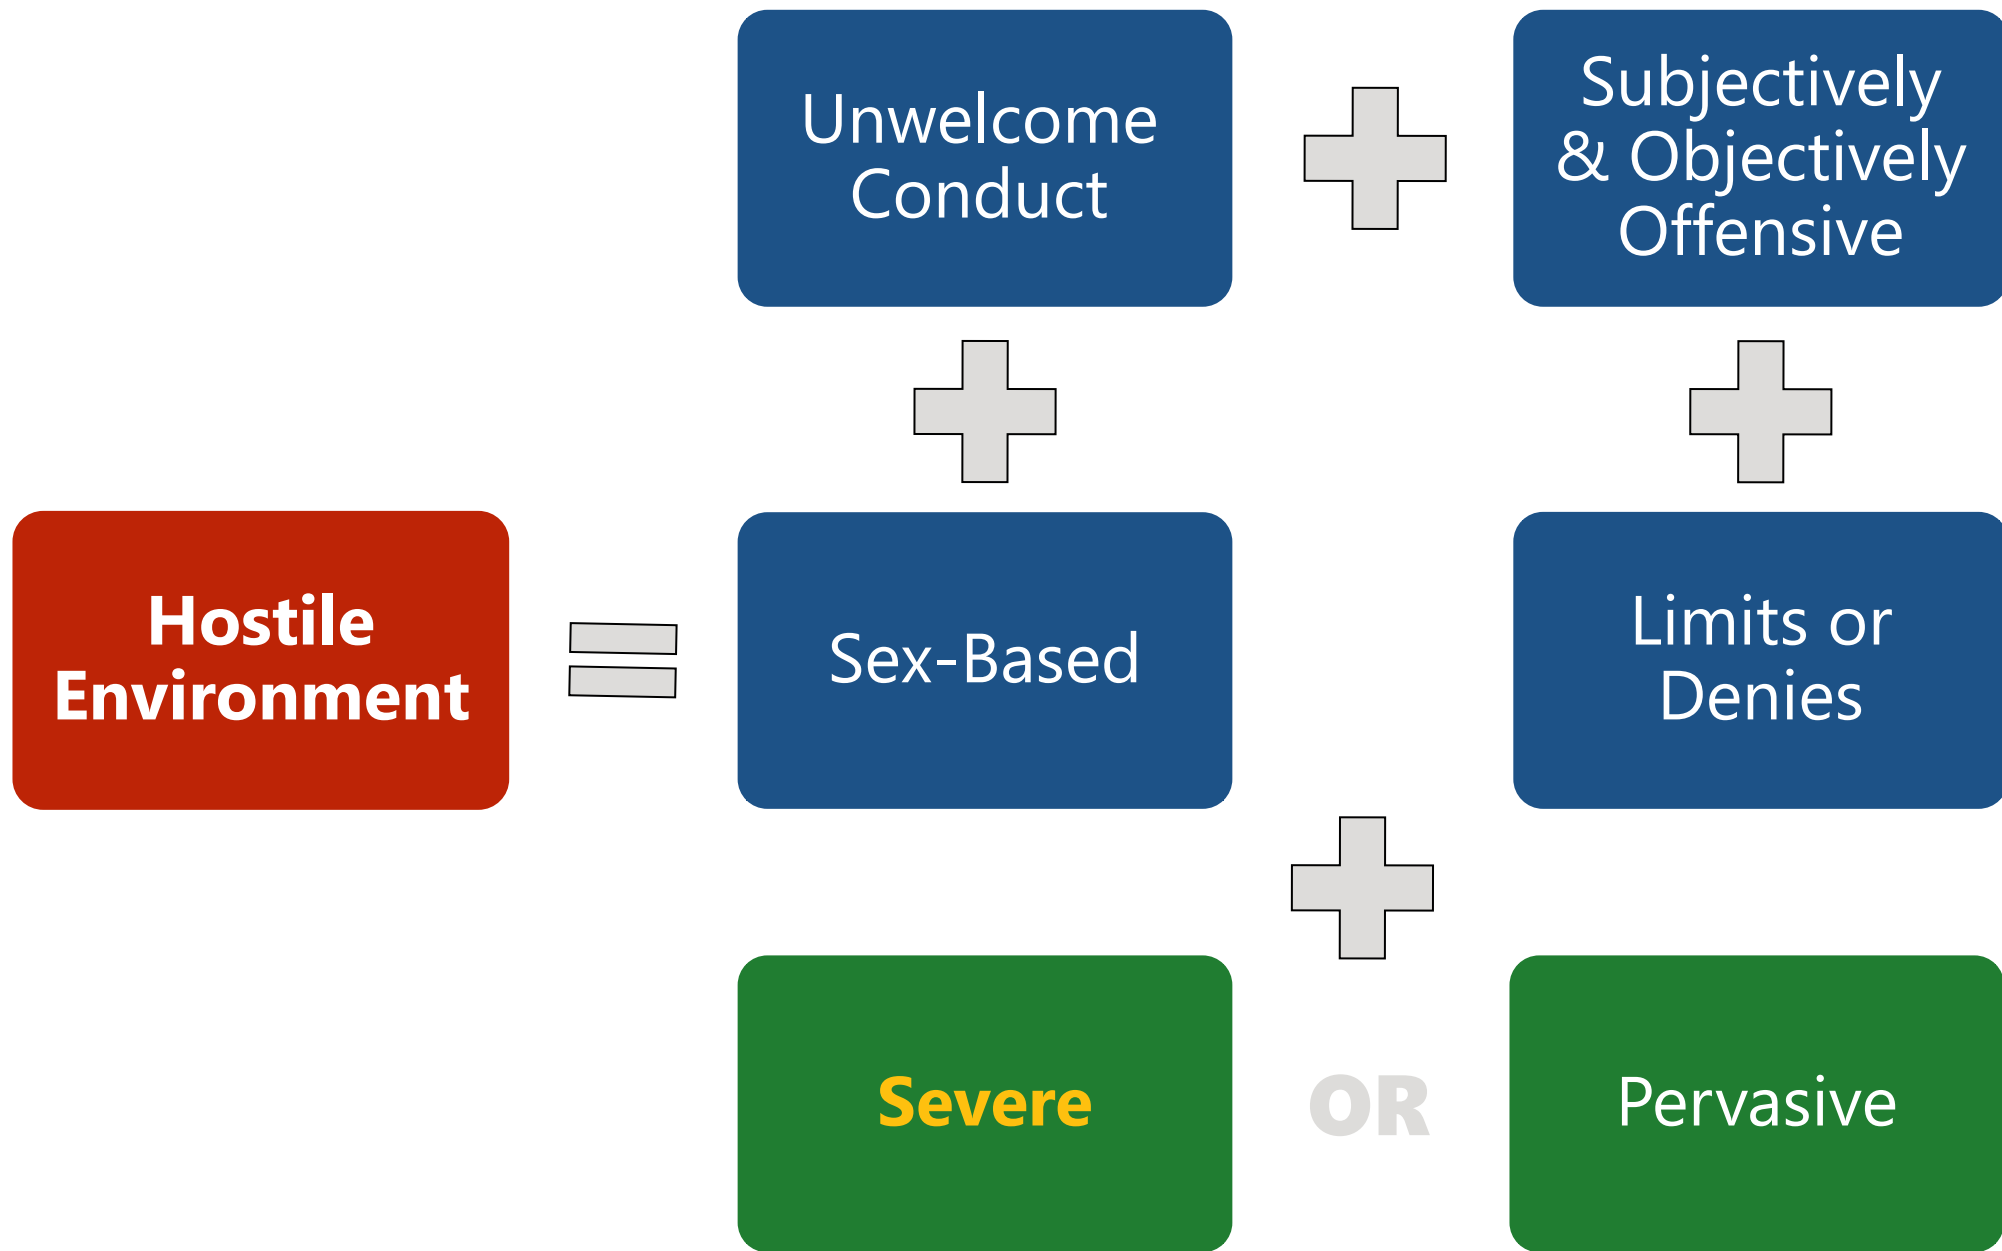 Unwelcome
Conduct
Subjectively
& Objectively
Offensive
Hostile
Environment
Sex-Based
Limits or
Denies
Severe
OR
Pervasive